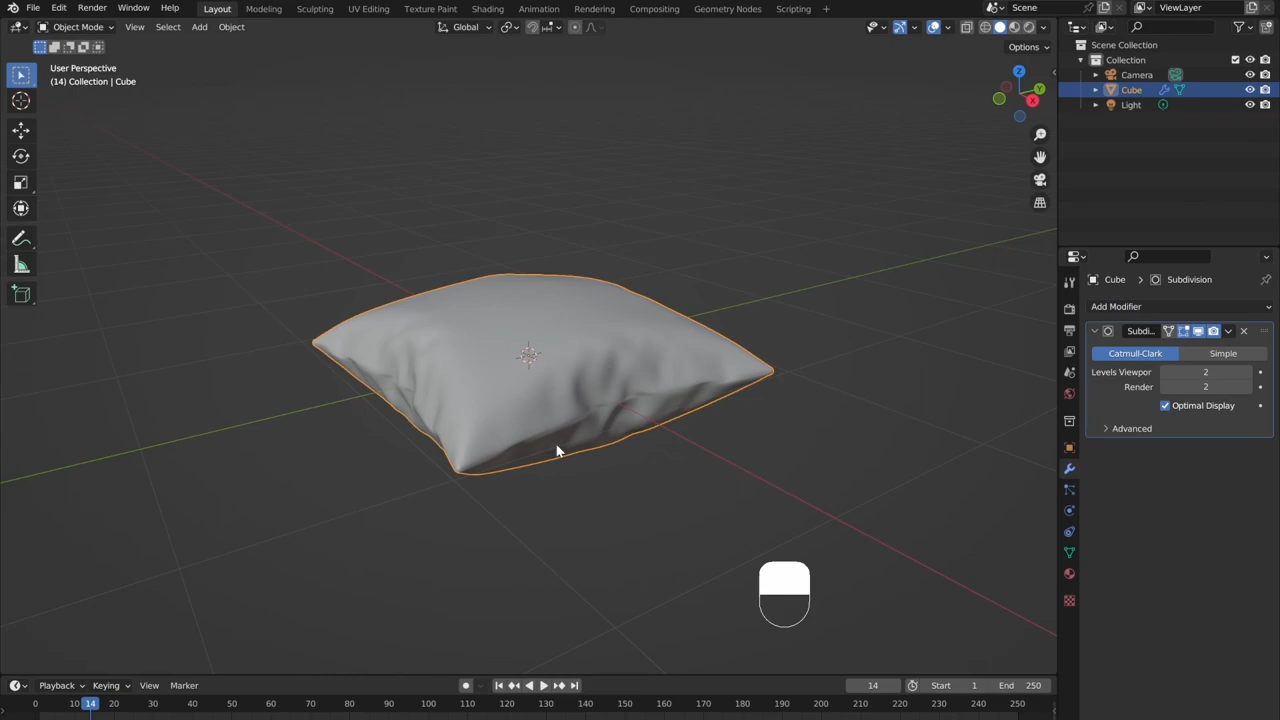 File Edit Render Window Help Layout Modeling Sculpting UV Editing Texture Paint Shading Animation Rendering Compositing Geometry Nodes Scripting + Scene ViewLayer
Object Mode View Select Add Object Global
Options
User Perspective
(14) Collection | Cube
Z
Y
X
Scene Collection
Collection
Camera
Cube
Light
Cube > Subdivision
Add Modifier
Subdi...
Catmull-Clark Simple
Levels Viewpor 2
Render 2
Optimal Display
Advanced
Playback Keying View Marker 14 Start 1 End 250
0 10 14 20 30 40 50 60 70 80 90 100 110 120 130 140 150 160 170 180 190 200 210 220 230 240 250